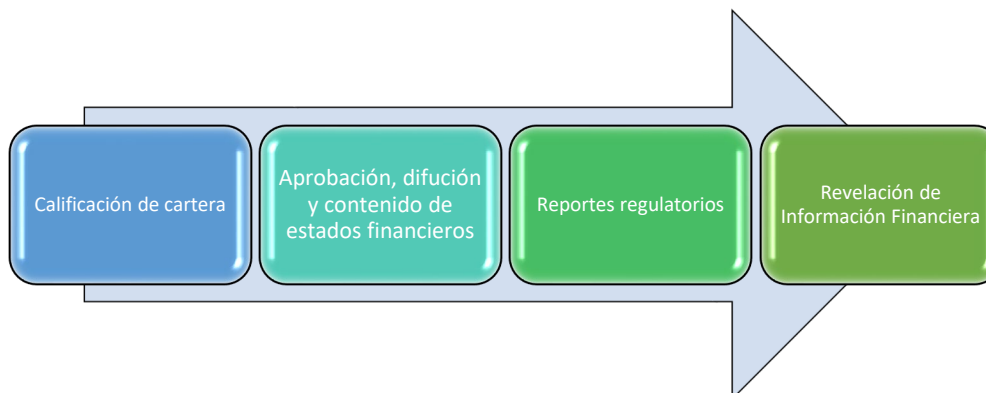 Calificación de cartera
Aprobación, difución
y contenido de
estados financieros
Reportes regulatorios
Revelación de
Información Financiera